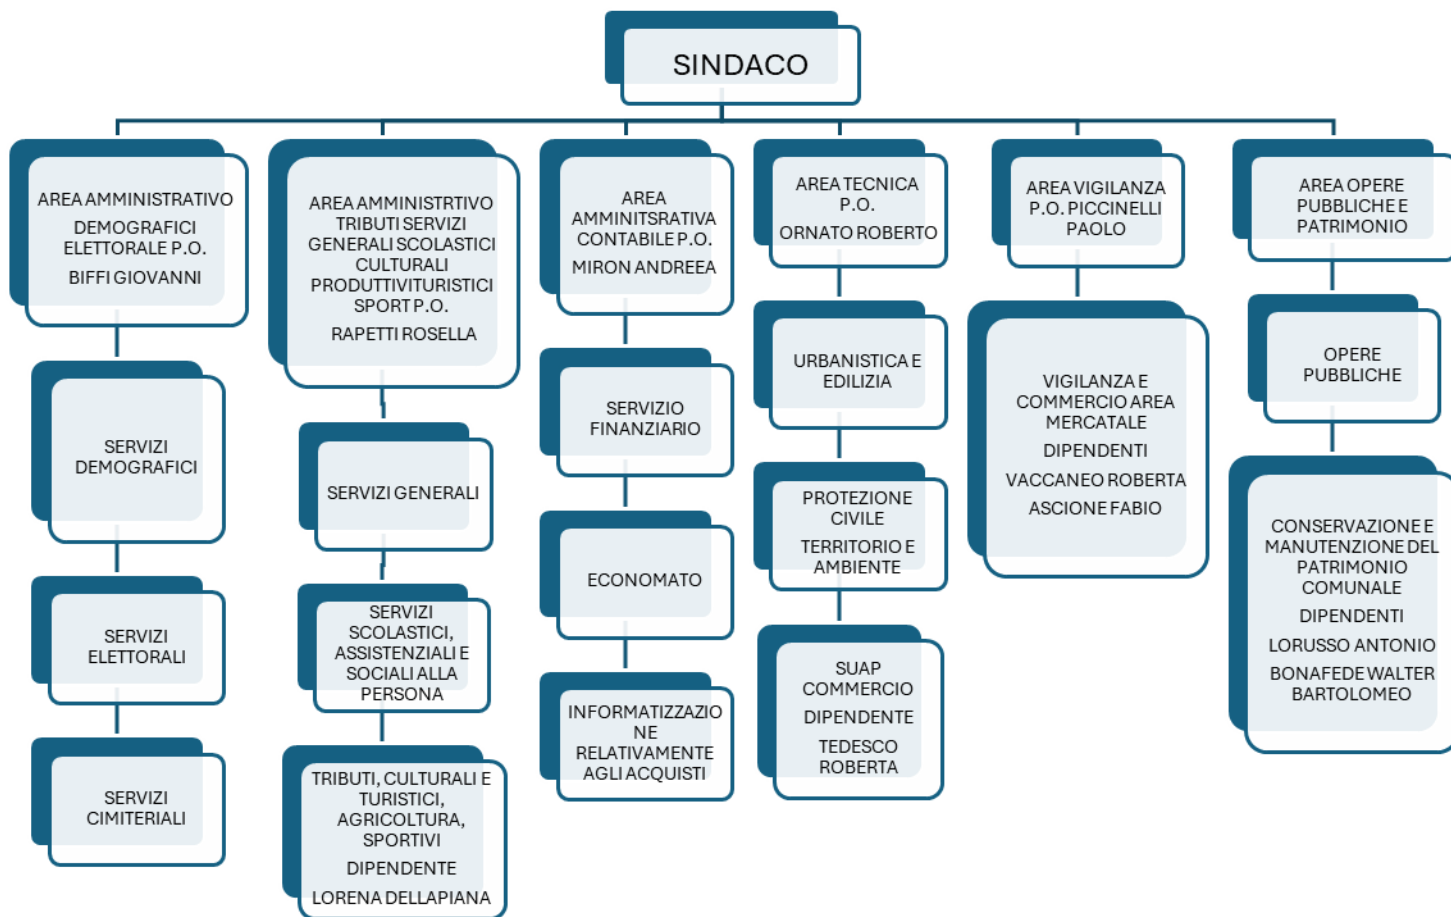 SINDACO
AREA AMMINISTRATIVO
DEMOGRAFICI
ELETTORALE P.O.
BIFFI GIOVANNI
SERVIZI
DEMOGRAFICI
SERVIZI
ELETTORALI
SERVIZI
CIMITERIALI
AREA AMMINISTRTIVO
TRIBUTI SERVIZI
GENERALI SCOLASTICI
CULTURALI
PRODUTTIVITURISTICI
SPORT P.O.
RAPETTI ROSELLA
SERVIZI GENERALI
SERVIZI
SCOLASTICI,
ASSISTENZIALI E
SOCIALI ALLA
PERSONA
TRIBUTI, CULTURALI E
TURISTICI,
AGRICOLTURA,
SPORTIVI
DIPENDENTE
LORENA DELLAPIANA
AREA
AMMINITSRATIVA
CONTABILE P.O.
MIRON ANDREEA
SERVIZIO
FINANZIARIO
ECONOMATO
INFORMATIZZAZIO
NE
RELATIVAMENTE
AGLI ACQUISTI
AREA TECNICA
P.O.
ORNATO ROBERTO
URBANISTICA E
EDILIZIA
PROTEZIONE
CIVILE
TERRITORIO E
AMBIENTE
SUAP
COMMERCIO
DIPENDENTE
TEDESCO
ROBERTA
AREA VIGILANZA
P.O. PICCINELLI
PAOLO
VIGILANZA E
COMMERCIO AREA
MERCATALE
DIPENDENTI
VACCANEO ROBERTA
ASCIONE FABIO
AREA OPERE
PUBBLICHE E
PATRIMONIO
OPERE
PUBBLICHE
CONSERVAZIONE E
MANUTENZIONE DEL
PATRIMONIO
COMUNALE
DIPENDENTI
LORUSSO ANTONIO
BONAFEDE WALTER
BARTOLOMEO